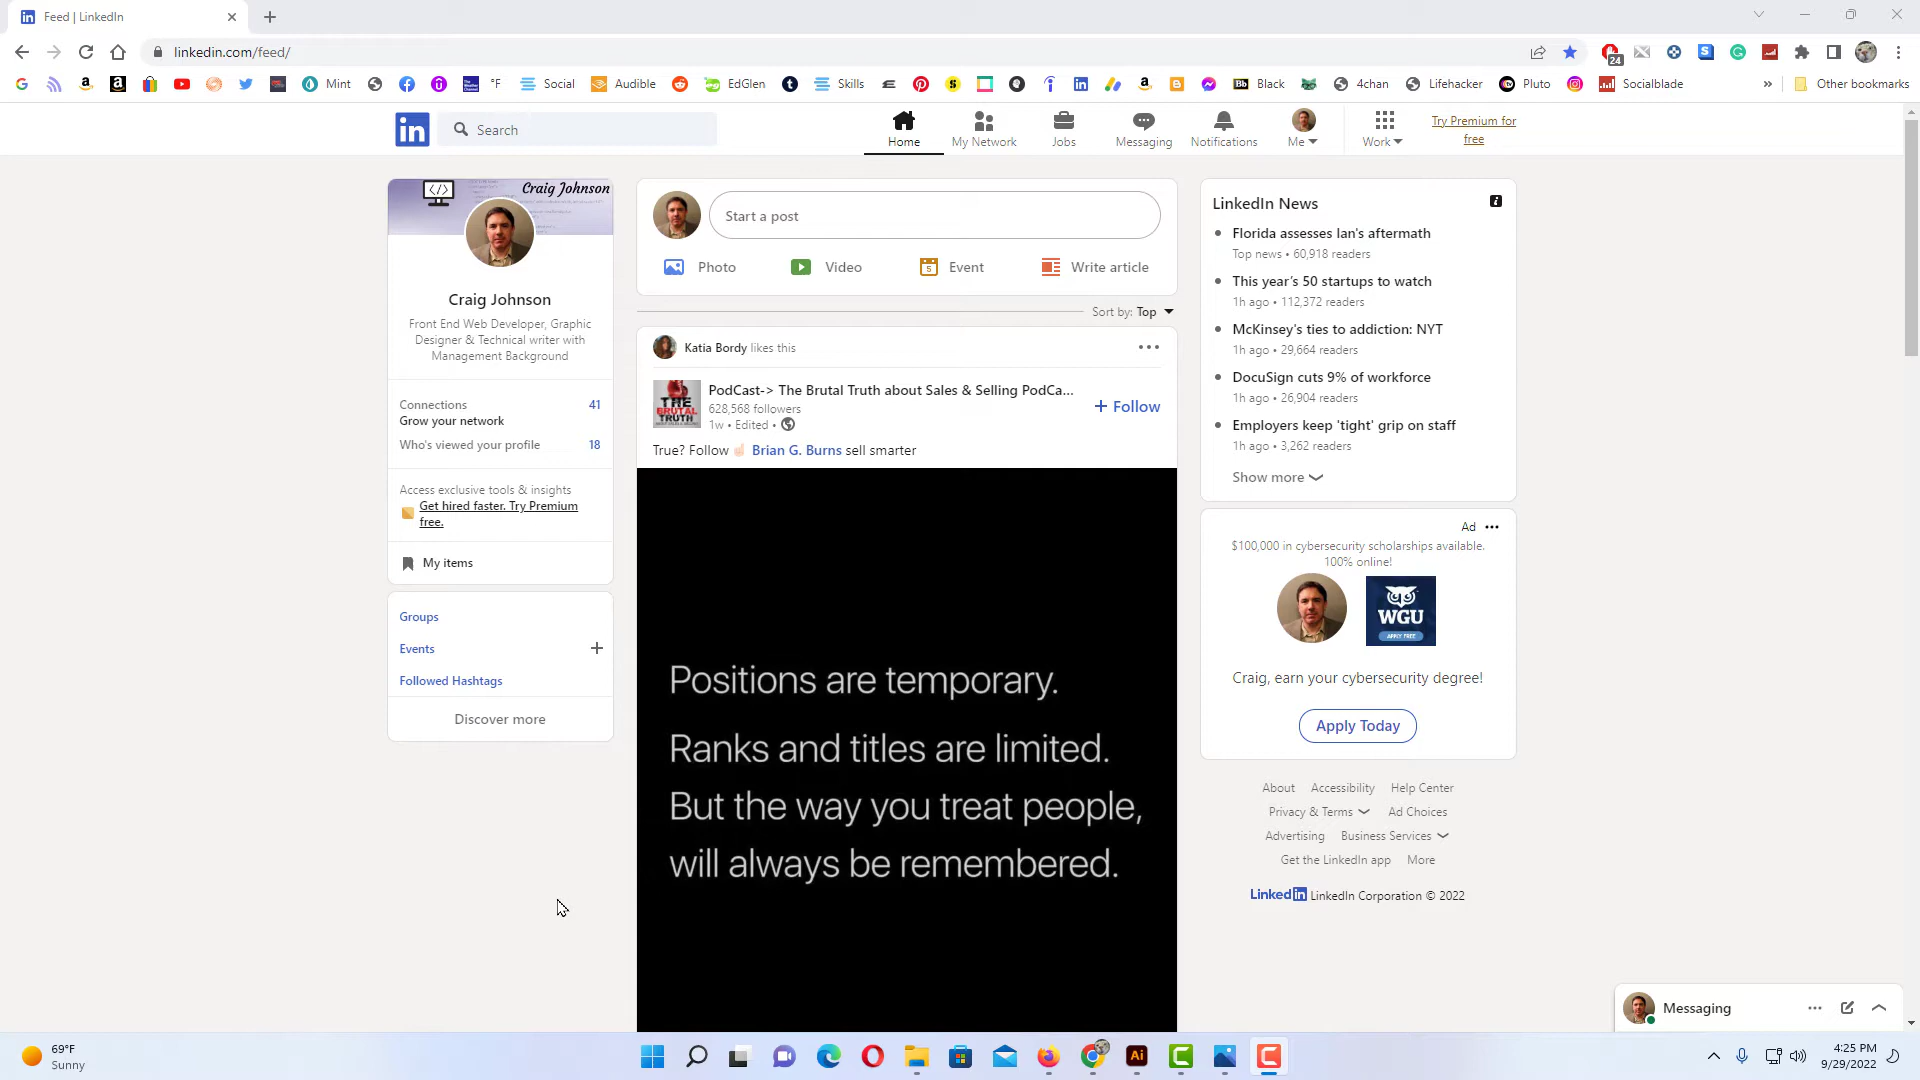 Feed | LinkedIn
linkedin.com/feed/
24
Mint
°F
Social
Audible
EdGlen
Skills
Bb Black
4chan
Lifehacker
Pluto
Socialblade
»
Other bookmarks
in
Search
Home
My Network
Jobs
Messaging
Notifications
Me
Work
Try Premium for
free
Craig Johnson
Craig Johnson
Front End Web Developer, Graphic
Designer & Technical writer with
Management Background
Connections 41
Grow your network
Who's viewed your profile 18
Access exclusive tools & insights
Get hired faster. Try Premium
free.
My items
Groups
Events
Followed Hashtags
Discover more
Start a post
Photo
Video
5 Event
Write article
Sort by: Top
Katia Bordy likes this
PodCast-> The Brutal Truth about Sales & Selling PodCa...
628,568 followers
1w • Edited •
+ Follow
THE
BRUTAL
TRUTH
True? Follow Brian G. Burns sell smarter
Positions are temporary.
Ranks and titles are limited.
But the way you treat people,
will always be remembered.
LinkedIn News
Florida assesses Ian's aftermath
Top news • 60,918 readers
This year's 50 startups to watch
1h ago • 112,372 readers
McKinsey's ties to addiction: NYT
1h ago • 29,664 readers
DocuSign cuts 9% of workforce
1h ago • 26,904 readers
Employers keep 'tight' grip on staff
1h ago • 3,262 readers
Show more
Ad
$100,000 in cybersecurity scholarships available.
100% online!
WGU
APPLY FREE
Craig, earn your cybersecurity degree!
Apply Today
About Accessibility Help Center
Privacy & Terms Ad Choices
Advertising Business Services
Get the LinkedIn app More
LinkedIn LinkedIn Corporation © 2022
Messaging
69°F
Sunny
Ai
4:25 PM
9/29/2022